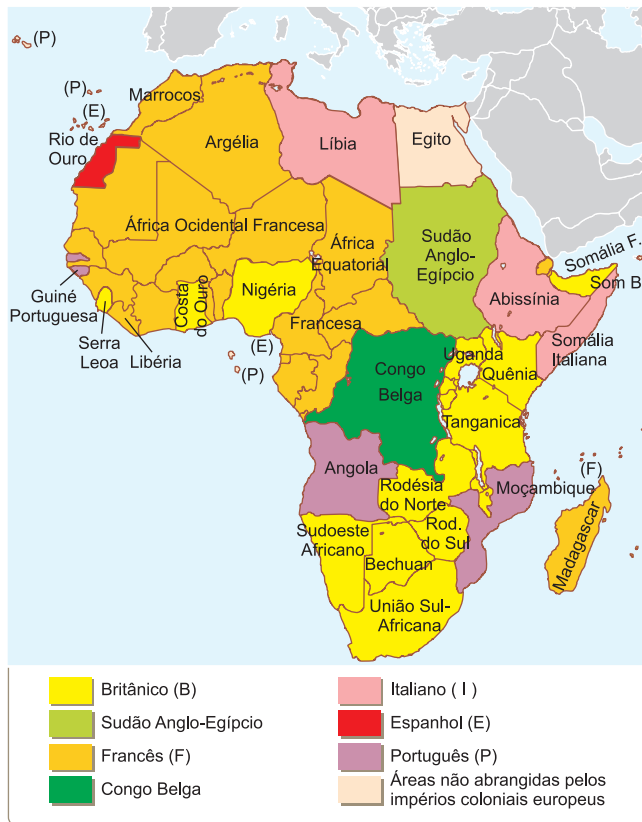 (P)
(P)
(E)
Marrocos
Rio de
Ouro
Argélia
Líbia
Egito
África Ocidental Francesa
África
Equatorial
Francesa
Sudão
Anglo-
Egípcio
Somália F.
Som B
Abissínia
Somália
Italiana
Guiné
Portuguesa
Serra
Leoa
Libéria
Costa
do Ouro
Nigéria
(E)
(P)
Congo
Belga
Uganda
Quênia
Tanganica
Angola
Rodésia
do Norte
Moçambique
(F)
Madagascar
Sudoeste
Africano
Rod.
do Sul
Bechuan
União Sul-
Africana
Britânico (B)
Sudão Anglo-Egípcio
Francês (F)
Congo Belga
Italiano ( I )
Espanhol (E)
Português (P)
Áreas não abrangidas pelos
impérios coloniais europeus